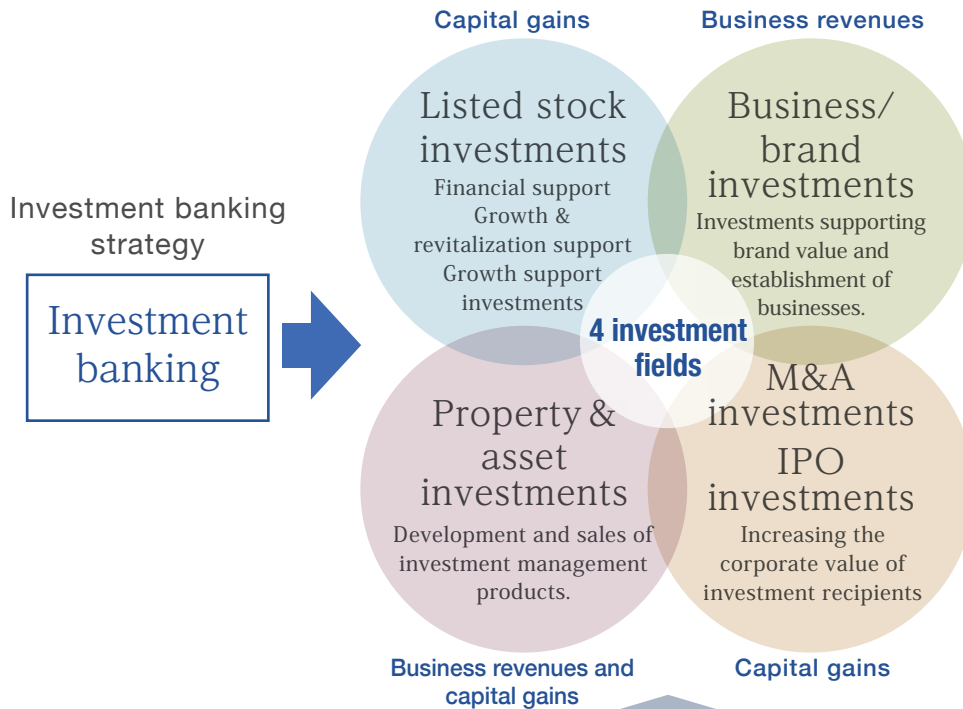 Investment banking
strategy
Investment
banking
Capital gains
Listed stock
investments
Financial support
Growth &
revitalization support
Growth support
investments
Business revenues
Business/
brand
investments
Investments supporting
brand value and
establishment of
businesses.
4 investment
fields
Property &
asset
investments
Development and sales of
investment management
products.
Business revenues and
capital gains
M&A
investments
IPO
investments
Increasing the
corporate value of
investment recipients
Capital gains